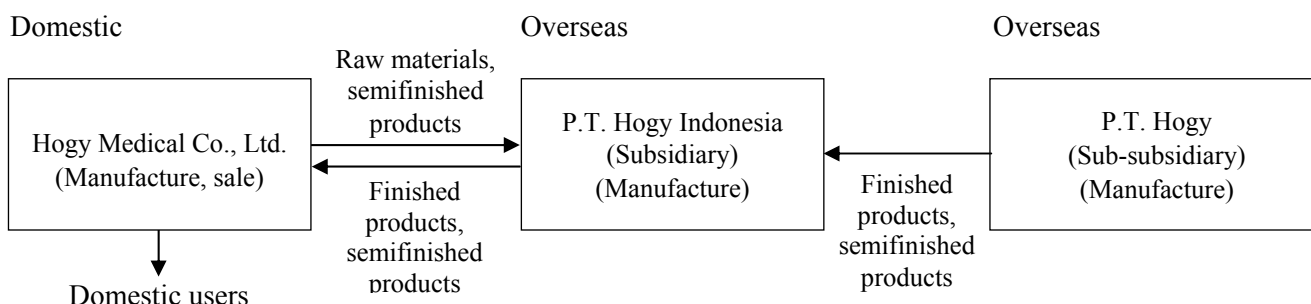 Domestic
Overseas
Overseas
Raw materials,
semifinished
products
Hogy Medical Co., Ltd.
(Manufacture, sale)
P.T. Hogy Indonesia
(Subsidiary)
(Manufacture)
P.T. Hogy
(Sub-subsidiary)
(Manufacture)
Finished
products,
semifinished
products
Finished
products,
semifinished
products
Domestic users